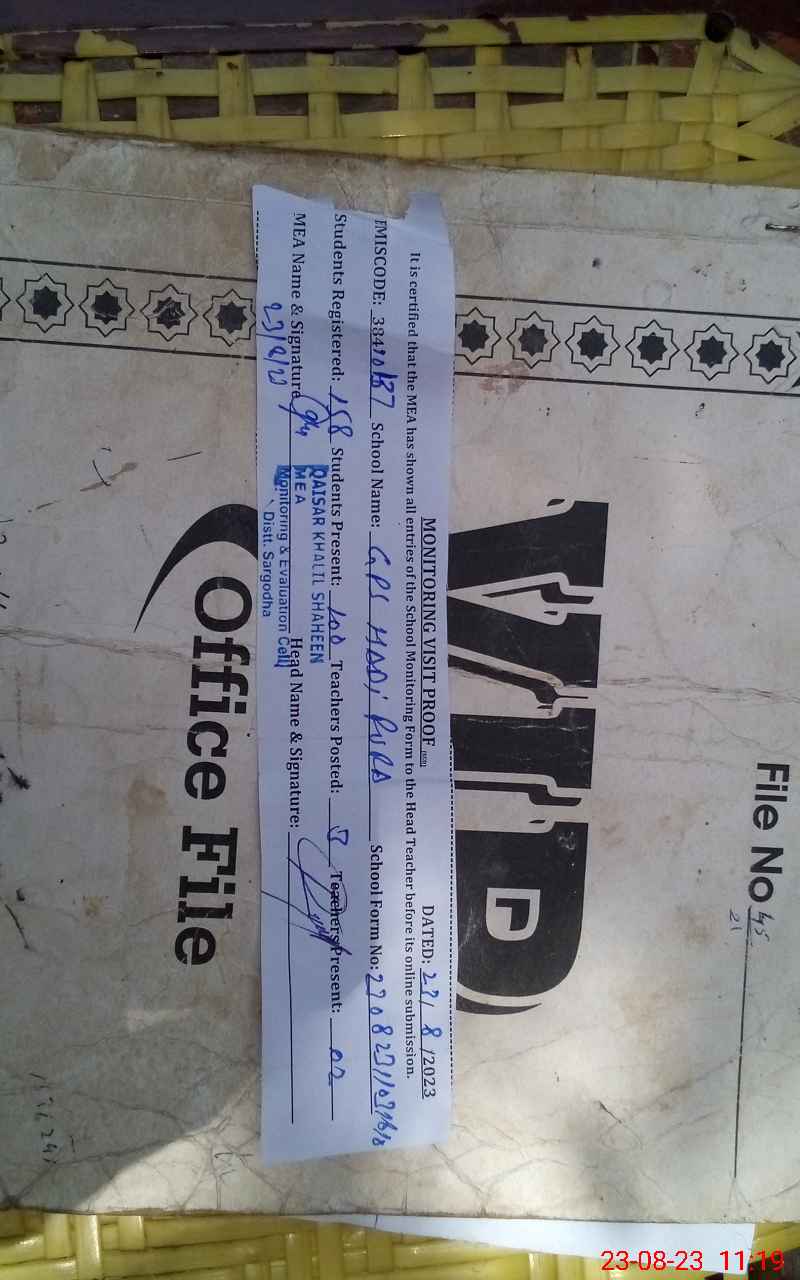 MONITORING VISIT PROOF
DATED: 23/8/2023
It is certified that the MEA has shown all entries of the School Monitoring Form to the Head Teacher before its online submission.
EMISCODE: School Name: GPS HADI PURA School Form No:
Students Registered: 158 Students Present: 100 Teachers Posted: Teachers Present: 02
MEA Name & Signature Head Name & Signature:
23/8/23
QAISAR KHALIL SHAHEEN
MEA
Monitoring & Evaluation Cell
Distt. Sargodha
VIP
Office File
File No 45
21
23-08-23 11:19